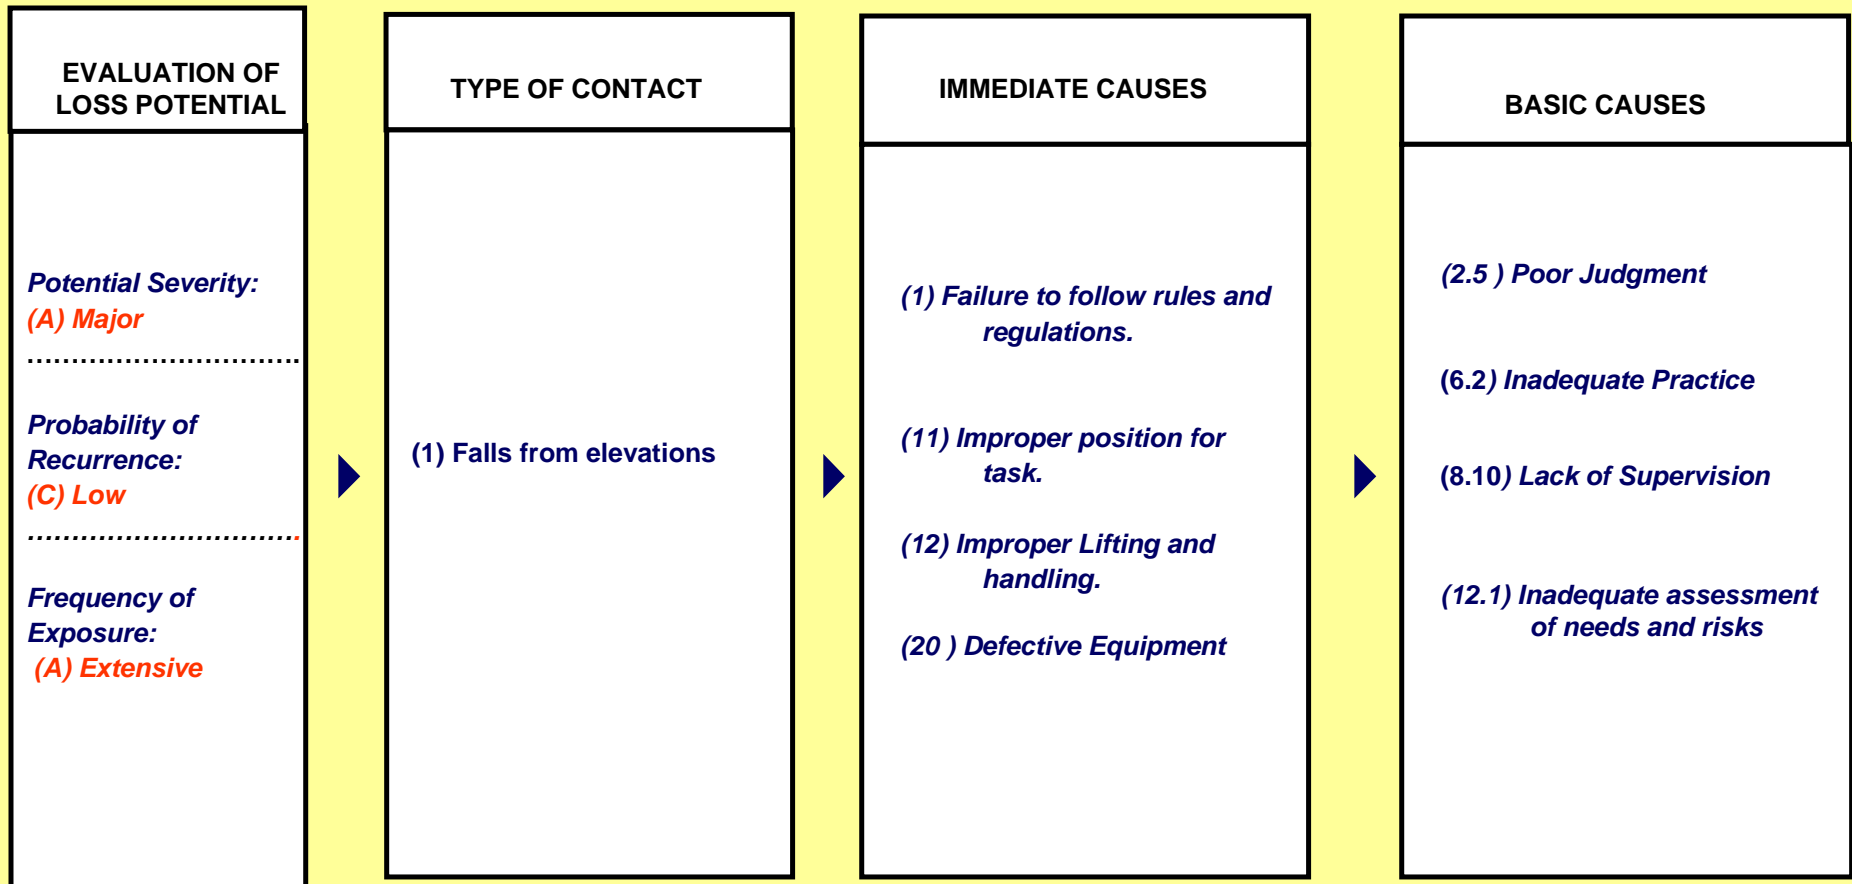 EVALUATION OF
LOSS POTENTIAL
Potential Severity:
(A) Major
…………………………….
Probability of
Recurrence:
(C) Low
…………………………….
Frequency of
Exposure:
(A) Extensive
TYPE OF CONTACT
(1) Falls from elevations
IMMEDIATE CAUSES
(1) Failure to follow rules and
regulations.
(11) Improper position for
task.
(12) Improper Lifting and
handling.
(20 ) Defective Equipment
BASIC CAUSES
(2.5 ) Poor Judgment
(6.2) Inadequate Practice
(8.10) Lack of Supervision
(12.1) Inadequate assessment
of needs and risks